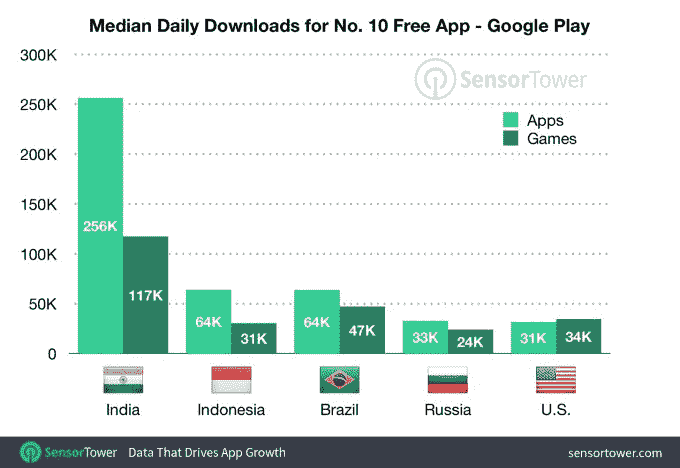 Median Daily Downloads for No. 10 Free App - Google Play
300K
SensorTower
250K
Apps
Games
200K
150K
100K
50K
0
256K
117K
64K
31K
64K
47K
33K
24K
31K
34K
India
Indonesia
Brazil
Russia
U.S.
SensorTower Data That Drives App Growth sensortower.com